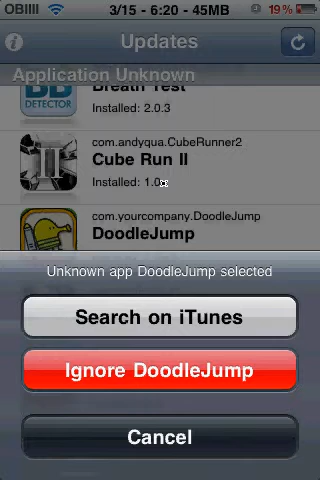 OBIIII 3/15 - 6:20 - 45MB 19%
Updates
Application Unknown
BB Breath Test
DETECTOR
Installed: 2.0.3
com.andyqua.CubeRunner2
Cube Run II
Installed: 1.0
com.yourcompany.DoodleJump
DoodleJump
Unknown app DoodleJump selected
Search on iTunes
Ignore DoodleJump
Cancel